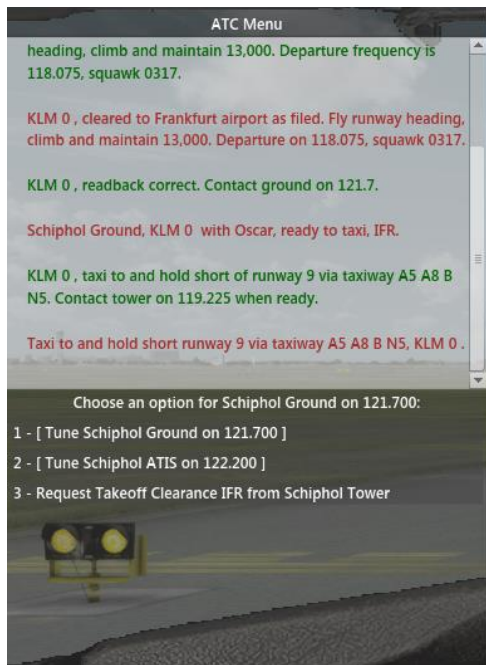 ATC Menu
heading, climb and maintain 13,000. Departure frequency is
118.075, squawk 0317.
KLM 0 , cleared to Frankfurt airport as filed. Fly runway heading,
climb and maintain 13,000. Departure on 118.075, squawk 0317.
KLM 0 , readback correct. Contact ground on 121.7.
Schiphol Ground, KLM 0 with Oscar, ready to taxi, IFR.
KLM 0 , taxi to and hold short of runway 9 via taxiway A5 A8 B
N5. Contact tower on 119.225 when ready.
Taxi to and hold short runway 9 via taxiway A5 A8 B N5, KLM 0 .
Choose an option for Schiphol Ground on 121.700:
1 - [ Tune Schiphol Ground on 121.700 ]
2 - [ Tune Schiphol ATIS on 122.200 ]
3 - Request Takeoff Clearance IFR from Schiphol Tower